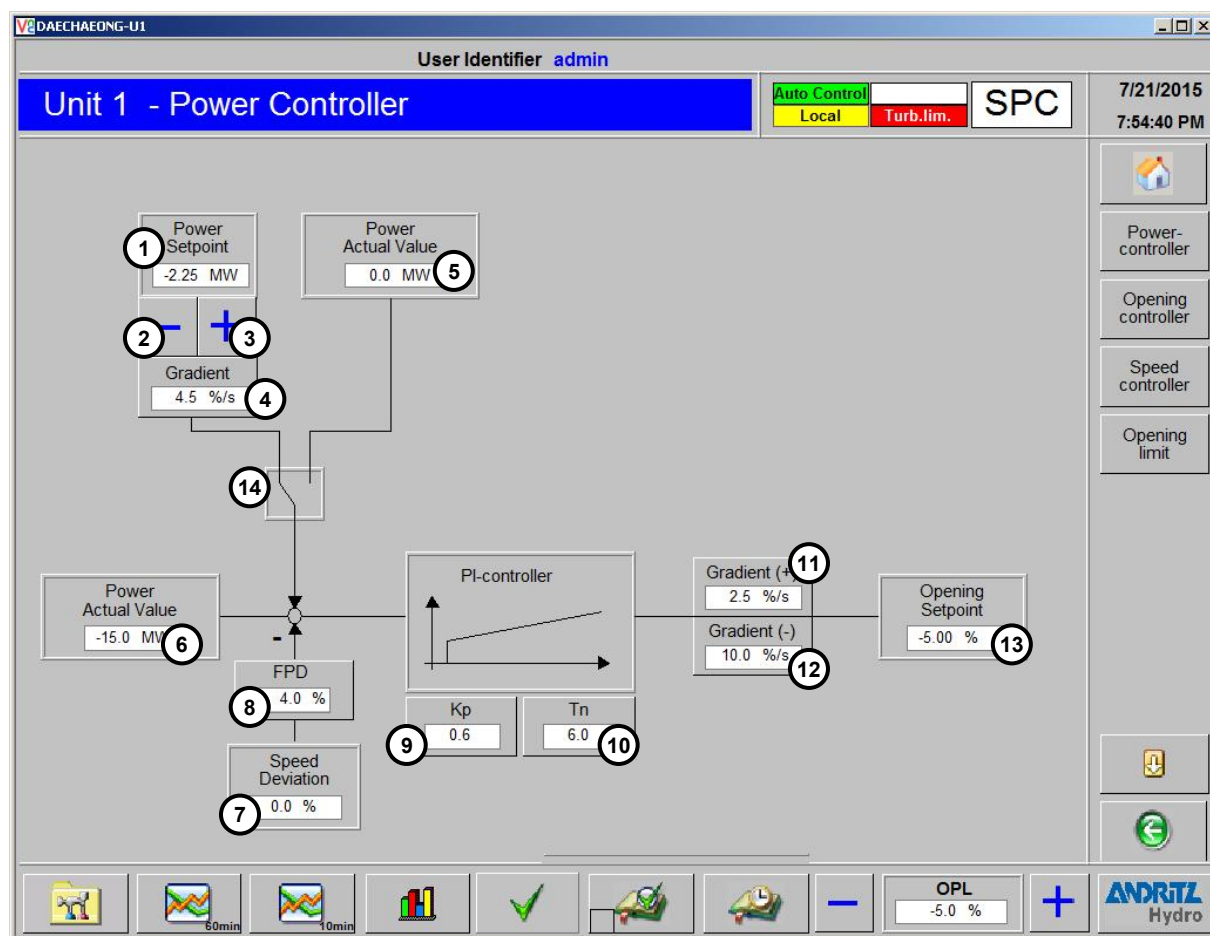 DAECHAEONG-U1
User Identifier admin
Unit 1 - Power Controller
Auto Control
Local
Turb.lim.
SPC
7/21/2015
7:54:40 PM
Power
Setpoint
-2.25 MW
1
2
3
Gradient
4.5 %/s
4
Power
Actual Value
0.0 MW
5
14
Power
Actual Value
-15.0 MW
6
-
FPD
4.0 %
8
Speed
Deviation
0.0 %
7
PI-controller
Kp
0.6
9
Tn
6.0
10
Gradient (+)
2.5 %/s
11
Gradient (-)
10.0 %/s
12
Opening
Setpoint
-5.00 %
13
Power-
controller
Opening
controller
Speed
controller
Opening
limit
60min
10min
OPL
-5.0 %
ANDRITZ
Hydro